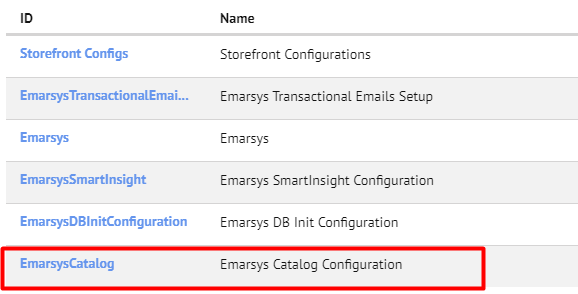 ID Name
Storefront Configs Storefront Configurations
EmarsysTransactionalEmai... Emarsys Transactional Emails Setup
Emarsys Emarsys
EmarsysSmartInsight Emarsys SmartInsight Configuration
EmarsysDBInitConfiguration Emarsys DB Init Configuration
EmarsysCatalog Emarsys Catalog Configuration